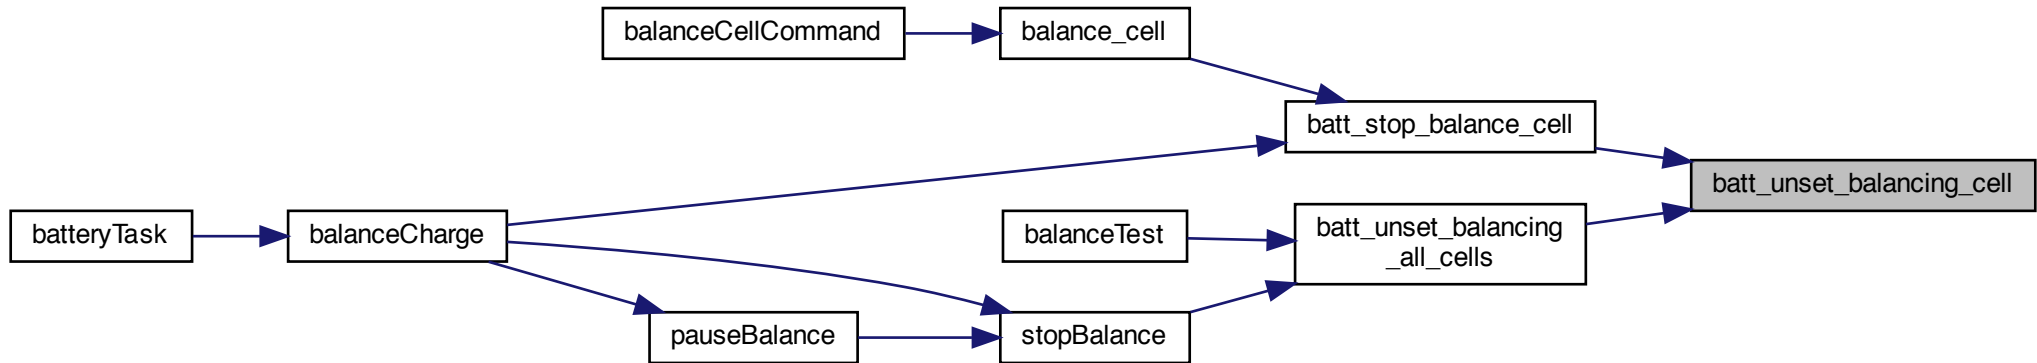 balanceCellCommand
balance_cell
batt_stop_balance_cell
batt_unset_balancing_cell
batteryTask
balanceCharge
balanceTest
batt_unset_balancing
_all_cells
pauseBalance
stopBalance